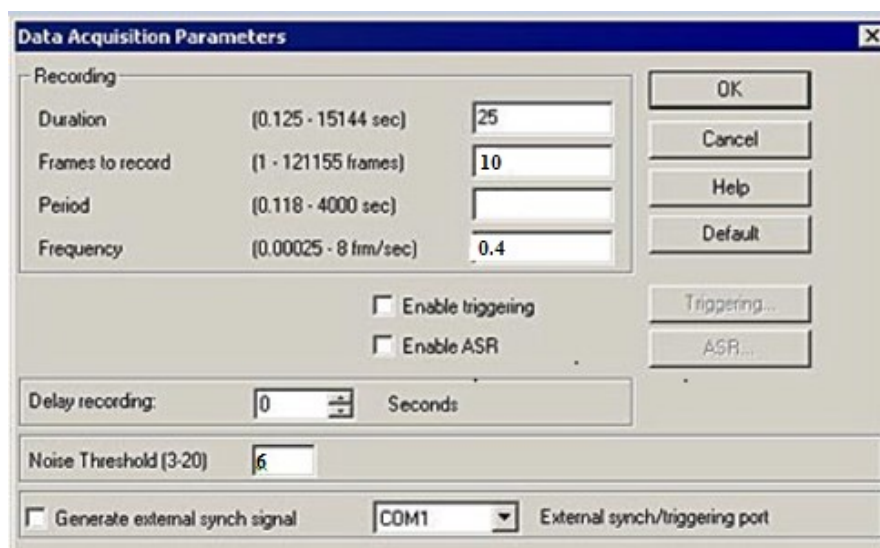 Data Acquisition Parameters
Recording
OK
Duration (0.125 - 15144 sec) 25
Cancel
Frames to record (1 - 121155 frames) 10
Help
Period (0.118 - 4000 sec)
Default
Frequency (0.00025 - 8 frm/sec) 0.4
Enable triggering Triggering...
Enable ASR ASR...
Delay recording: 0 Seconds
Noise Threshold (3-20) 6
Generate external synch signal COM1 External synch/triggering port